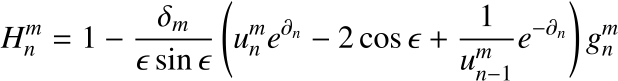 $H_n^m = 1 - \frac{\delta_m}{\epsilon \sin \epsilon} \left( u_n^m e^{\partial_n} - 2 \cos \epsilon + \frac{1}{u_{n-1}^m} e^{-\partial_n} \right) g_n^m$